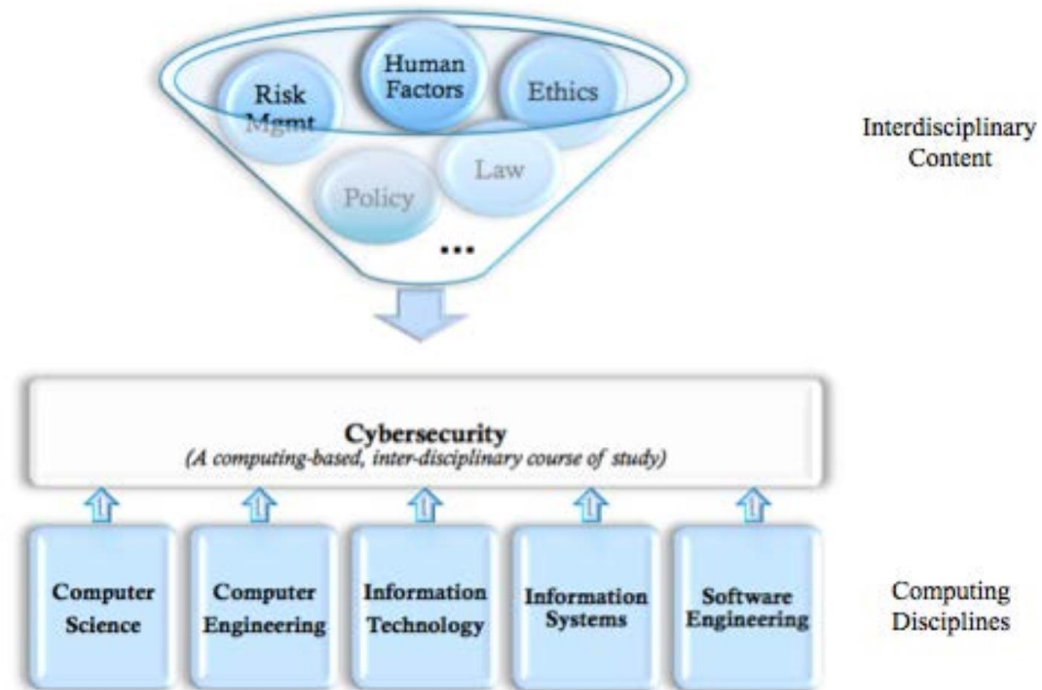 Human
Factors
Risk
Mgmt
Ethics
Law
Policy
...
Interdisciplinary
Content
Cybersecurity
(A computing-based, inter-disciplinary course of study)
Computer
Science
Computer
Engineering
Information
Technology
Information
Systems
Software
Engineering
Computing
Disciplines